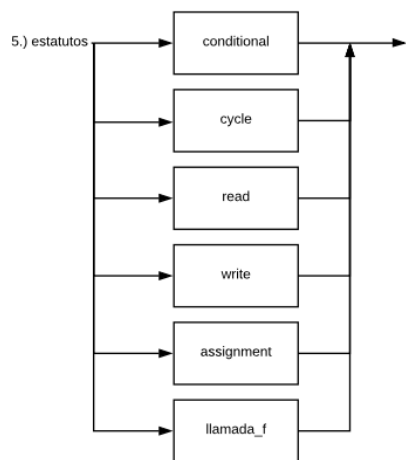 5.) estatutos
conditional
cycle
read
write
assignment
llamada_f